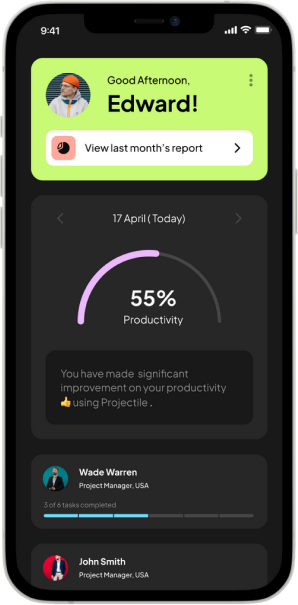 9:41
Good Afternoon,
Edward!
View last month's report
17 April ( Today)
55%
Productivity
You have made significant
improvement on your productivity
👍using Projectile .
Wade Warren
Project Manager, USA
3 of 6 tasks completed
John Smith
Project Manager, USA